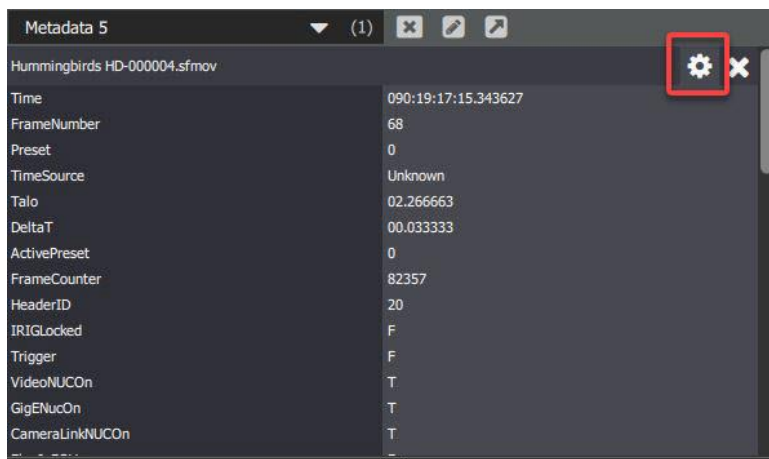 Metadata 5 (1)
Hummingbirds HD-000004.sfmov
Time 090:19:17:15.343627
FrameNumber 68
Preset 0
TimeSource Unknown
Talo 02.266663
DeltaT 00.033333
ActivePreset 0
FrameCounter 82357
HeaderID 20
IRIGLocked F
Trigger F
VideoNUCOn T
GigENucOn T
CameraLinkNUCOn T